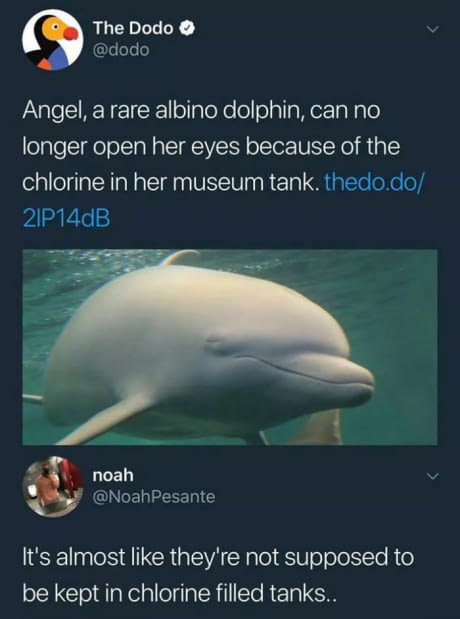 The Dodo
@dodo
Angel, a rare albino dolphin, can no
longer open her eyes because of the
chlorine in her museum tank. thedo.do/
2IP14dB
noah
@NoahPesante
It's almost like they're not supposed to
be kept in chlorine filled tanks..